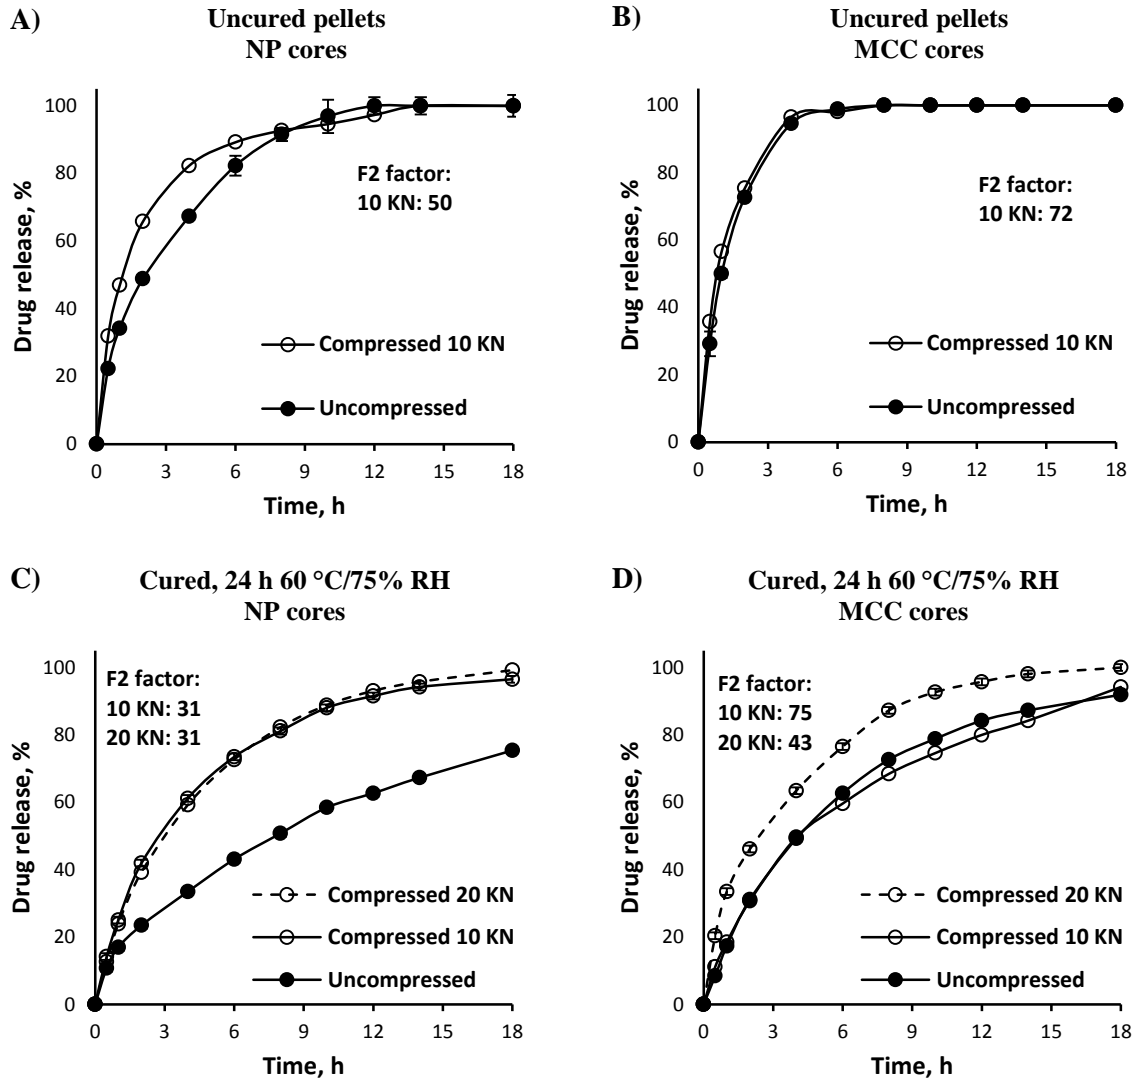 A)
Uncured pellets
NP cores
Drug release, %
100
80
60
40
20
0
F2 factor:
10 KN: 50
Compressed 10 KN
Uncompressed
0 3 6 9 12 15 18
Time, h
B)
Uncured pellets
MCC cores
Drug release, %
100
80
60
40
20
0
F2 factor:
10 KN: 72
Compressed 10 KN
Uncompressed
0 3 6 9 12 15 18
Time, h
C)
Cured, 24 h 60 °C/75% RH
NP cores
Drug release, %
100
80
60
40
20
0
F2 factor:
10 KN: 31
20 KN: 31
Compressed 20 KN
Compressed 10 KN
Uncompressed
0 3 6 9 12 15 18
Time, h
D)
Cured, 24 h 60 °C/75% RH
MCC cores
Drug release, %
100
80
60
40
20
0
F2 factor:
10 KN: 75
20 KN: 43
Compressed 20 KN
Compressed 10 KN
Uncompressed
0 3 6 9 12 15 18
Time, h